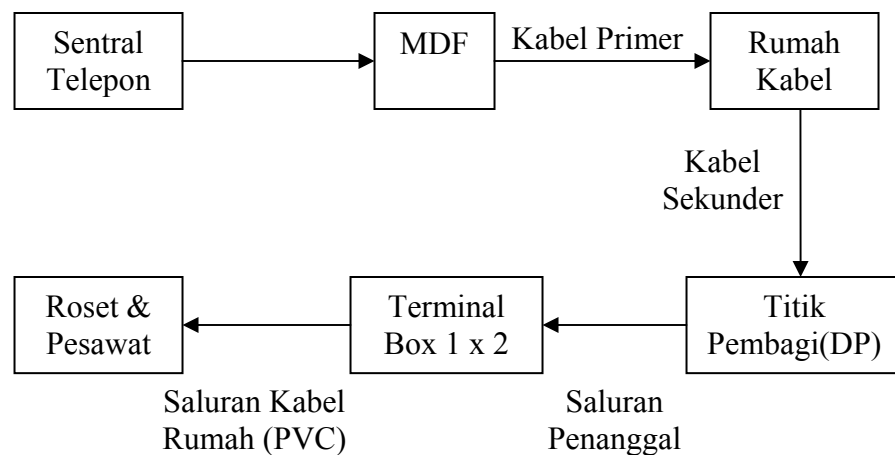 Sentral
Telepon
MDF
Kabel Primer
Rumah
Kabel
Kabel
Sekunder
Titik
Pembagi(DP)
Saluran
Penanggal
Terminal
Box 1 x 2
Saluran Kabel
Rumah (PVC)
Roset &
Pesawat